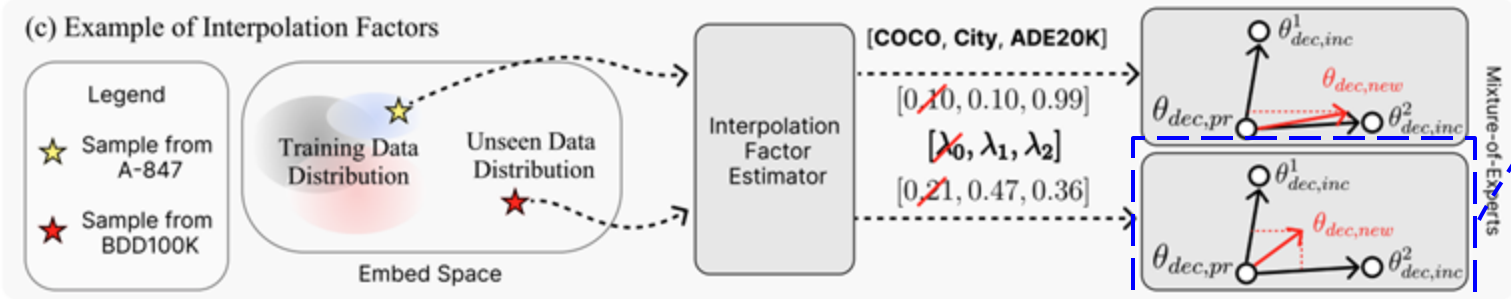 (c) Example of Interpolation Factors
Legend
Sample from
A-847
Sample from
BDD100K
Training Data
Distribution
Unseen Data
Distribution
Embed Space
Interpolation
Factor
Estimator
[COCO, City, ADE20K]
[0.10, 0.10, 0.99]
[λ₀, λ₁, λ₂]
[0.21, 0.47, 0.36]
θ¹dec,inc
θdec,new
θdec,pr
θ²dec,inc
θ¹dec,inc
θdec,new
θdec,pr
θ²dec,inc
Mixture-of-Experts